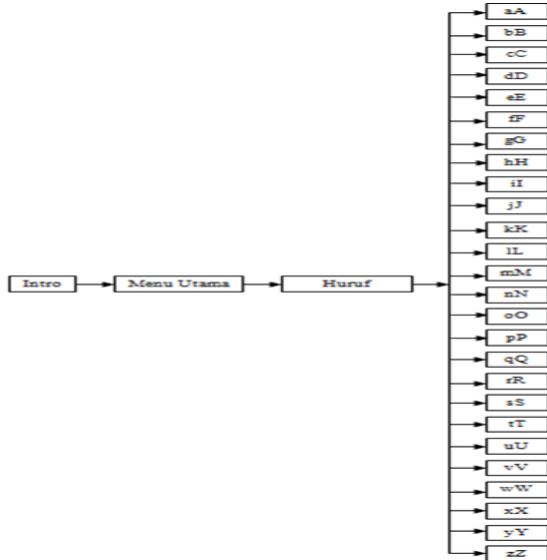 aA
bB
cC
dD
eE
fF
gG
hH
iI
jJ
kK
lL
mM
Intro
Menu Utama
Huruf
nN
oO
pP
qQ
rR
sS
tT
uU
vV
wW
xX
yY
zZ